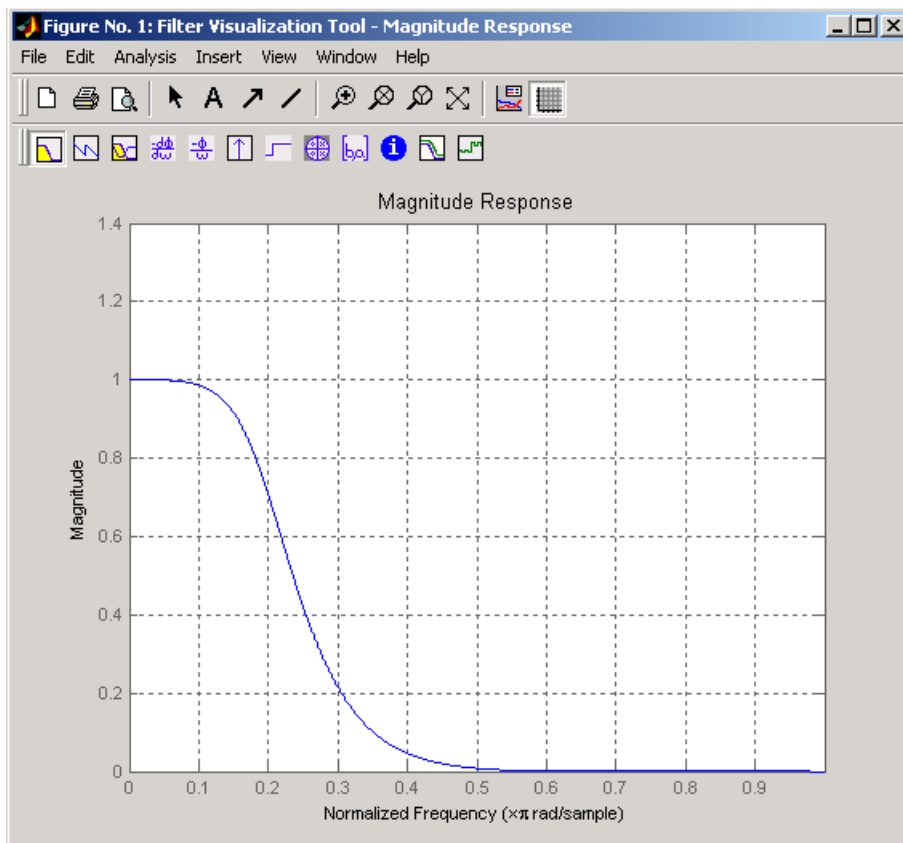 Figure No. 1: Filter Visualization Tool - Magnitude Response
File Edit Analysis Insert View Window Help
A
[b,a] i
Magnitude Response
1.4
1.2
1
0.8
0.6
0.4
0.2
0
Magnitude
0 0.1 0.2 0.3 0.4 0.5 0.6 0.7 0.8 0.9
Normalized Frequency (×π rad/sample)